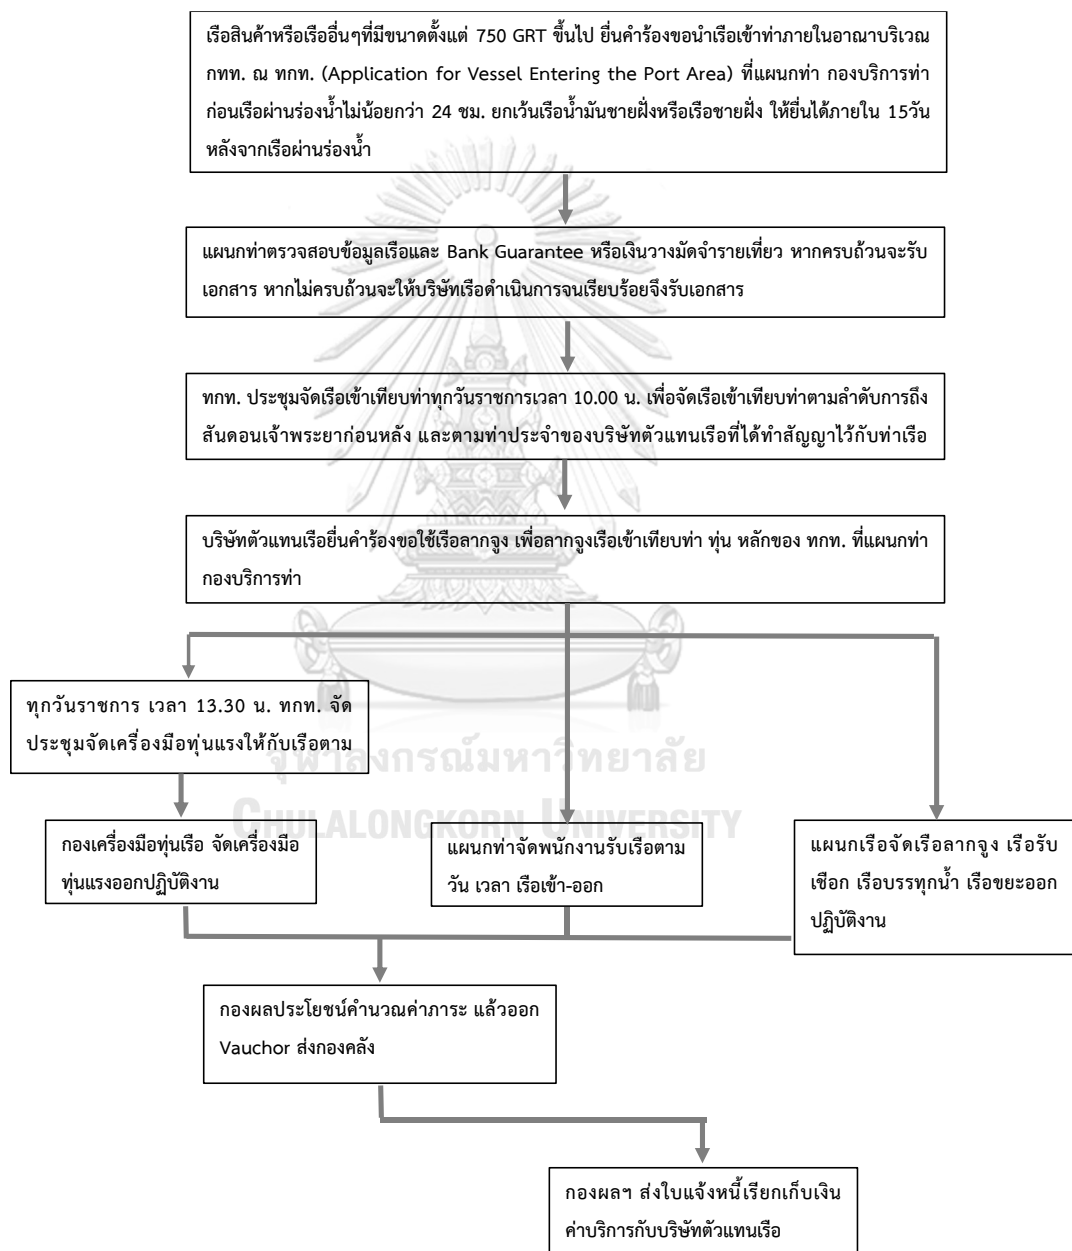 เรือสินค้าหรือเรืออื่นๆที่มีขนาดตั้งแต่ 750 GRT ขึ้นไป ยื่นคำร้องขอนำเรือเข้าท่าภายในอาณาบริเวณ
กทท. ณ ทกท. (Application for Vessel Entering the Port Area) ที่แผนกท่า กองบริการท่า
ก่อนเรือผ่านร่องน้ำไม่น้อยกว่า 24 ชม. ยกเว้นเรือน้ำมันชายฝั่งหรือเรือชายฝั่ง ให้ยื่นได้ภายใน 15วัน
หลังจากเรือผ่านร่องน้ำ
แผนกท่าตรวจสอบข้อมูลเรือและ Bank Guarantee หรือเงินวางมัดจำรายเที่ยว หากครบถ้วนจะรับ
เอกสาร หากไม่ครบถ้วนจะให้บริษัทเรือดำเนินการจนเรียบร้อยจึงรับเอกสาร
ทกท. ประชุมจัดเรือเข้าเทียบท่าทุกวันราชการเวลา 10.00 น. เพื่อจัดเรือเข้าเทียบท่าตามลำดับการถึง
สันดอนเจ้าพระยาก่อนหลัง และตามท่าประจำของบริษัทตัวแทนเรือที่ได้ทำสัญญาไว้กับท่าเรือ
บริษัทตัวแทนเรือยื่นคำร้องขอใช้เรือลากจูง เพื่อลากจูงเรือเข้าเทียบท่า ทุ่น หลักของ ทกท. ที่แผนกท่า
กองบริการท่า
ทุกวันราชการ เวลา 13.30 น. ทกท. จัด
ประชุมจัดเครื่องมือทุ่นแรงให้กับเรือตาม
จุฬาลงกรณ์มหาวิทยาลัย
CHULALONGKORN UNIVERSITY
กองเครื่องมือทุ่นเรือ จัดเครื่องมือ
ทุ่นแรงออกปฏิบัติงาน
แผนกท่าจัดพนักงานรับเรือตาม
วัน เวลา เรือเข้า-ออก
แผนกเรือจัดเรือลากจูง เรือรับ
เชือก เรือบรรทุกน้ำ เรือขยะออก
ปฏิบัติงาน
กองผลประโยชน์คำนวณค่าภาระ แล้วออก
Vauchor ส่งกองคลัง
กองผลฯ ส่งใบแจ้งหนี้เรียกเก็บเงิน
ค่าบริการกับบริษัทตัวแทนเรือ